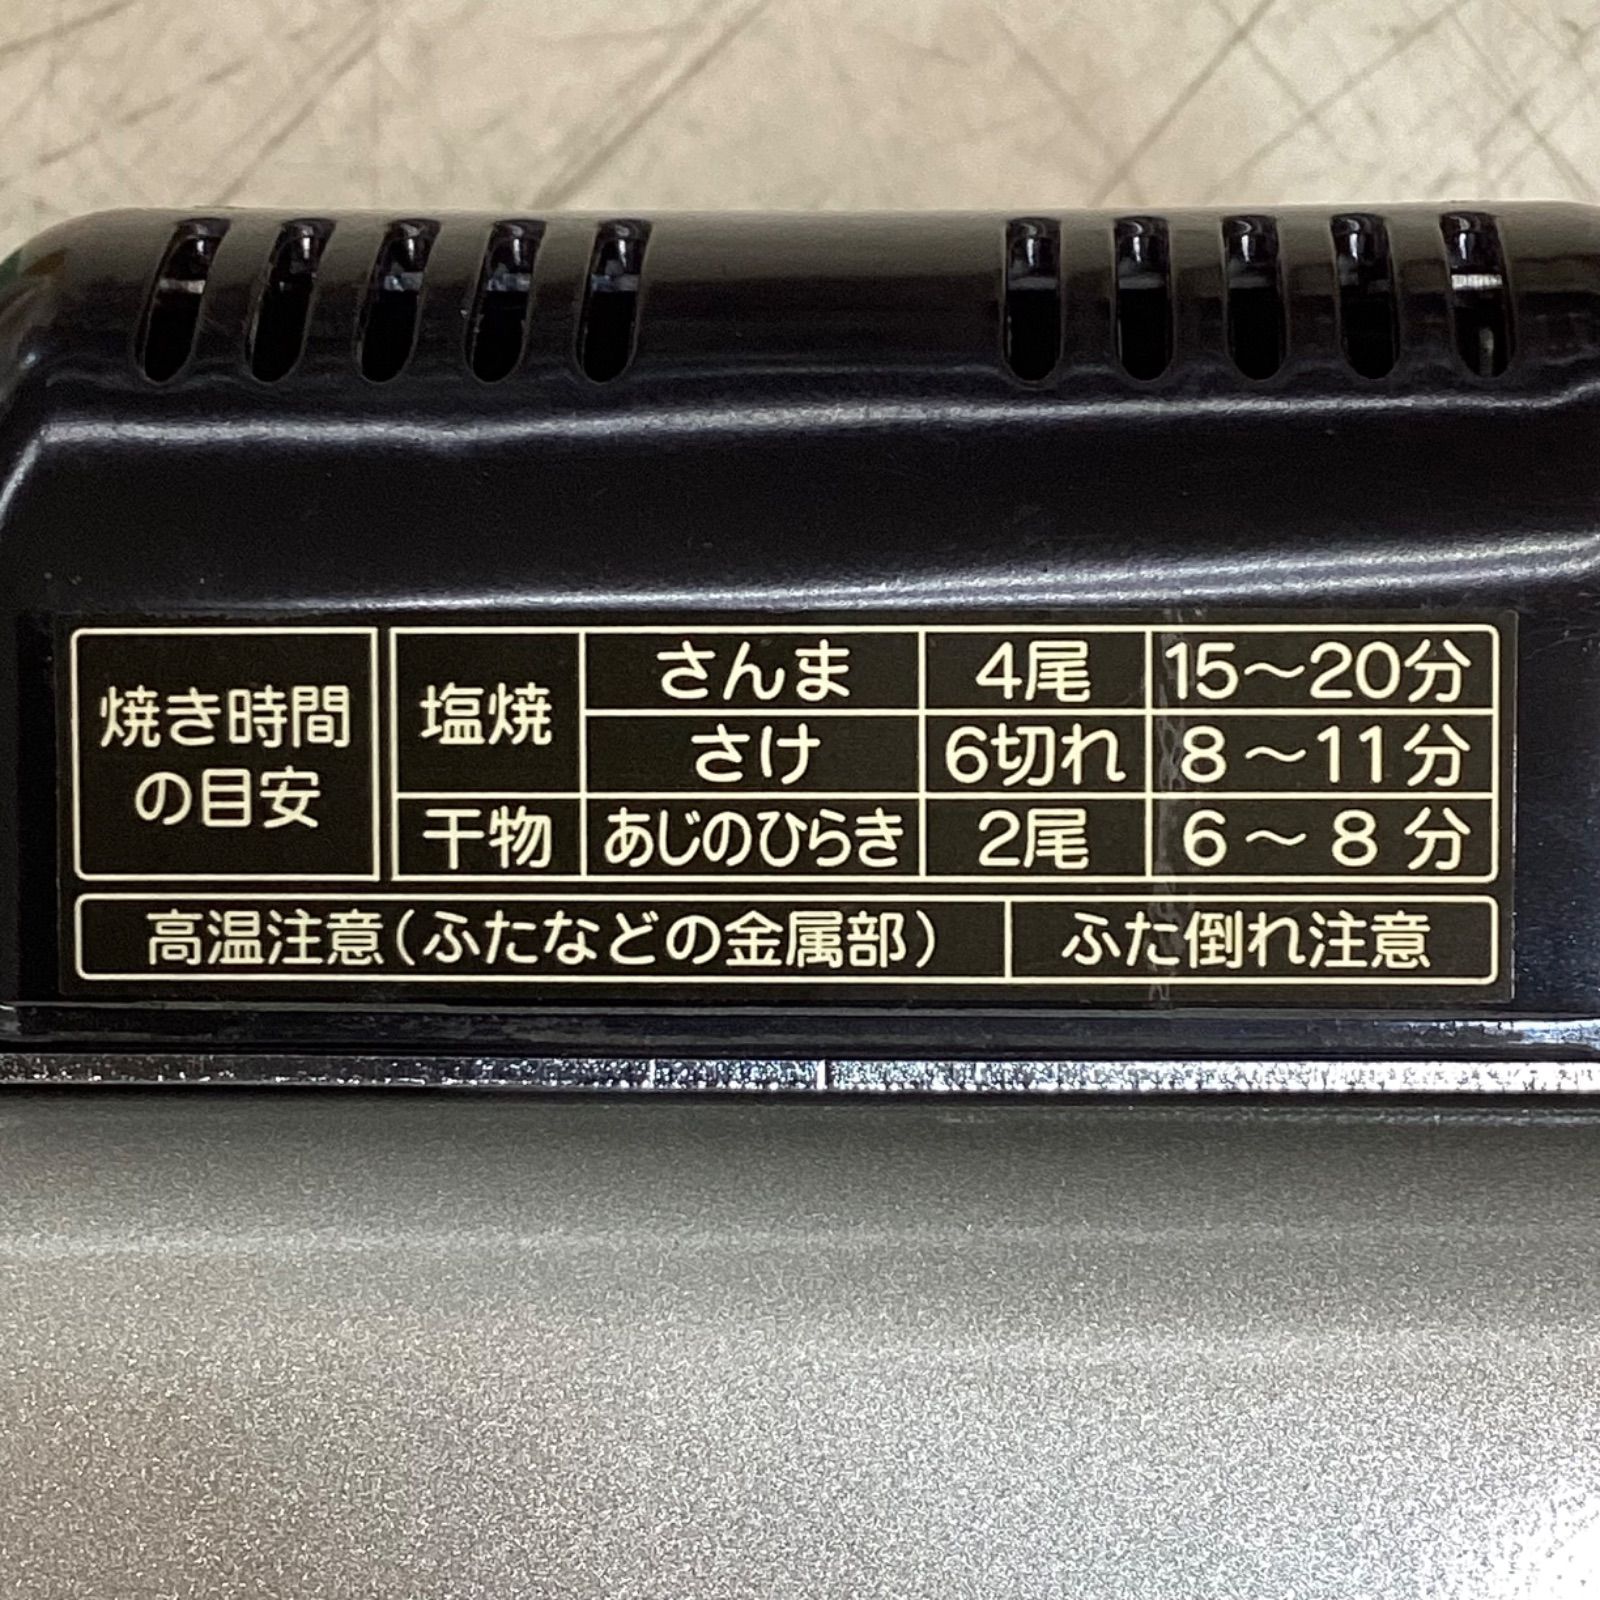 焼き時間
の目安
塩焼 さんま 4尾 15～20分
さけ 6切れ 8～11分
干物 あじのひらき 2尾 6～8分
高温注意(ふたなどの金属部) ふた倒れ注意